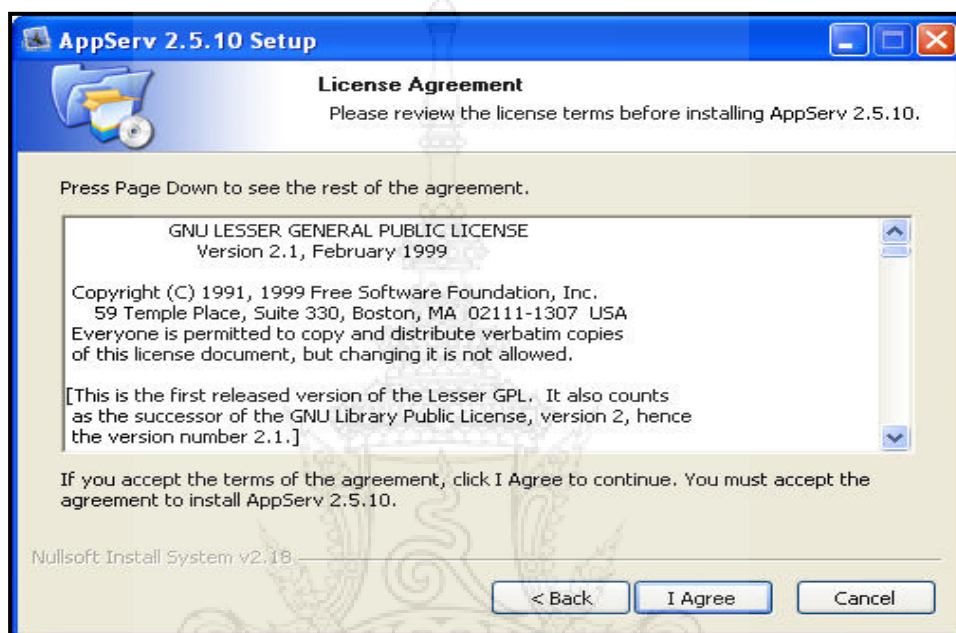 AppServ 2.5.10 Setup
License Agreement
Please review the license terms before installing AppServ 2.5.10.
Press Page Down to see the rest of the agreement.
GNU LESSER GENERAL PUBLIC LICENSE
Version 2.1, February 1999
Copyright (C) 1991, 1999 Free Software Foundation, Inc.
59 Temple Place, Suite 330, Boston, MA 02111-1307 USA
Everyone is permitted to copy and distribute verbatim copies
of this license document, but changing it is not allowed.
[This is the first released version of the Lesser GPL. It also counts
as the successor of the GNU Library Public License, version 2, hence
the version number 2.1.]
If you accept the terms of the agreement, click I Agree to continue. You must accept the
agreement to install AppServ 2.5.10.
Nullsoft Install System v2.18
< Back I Agree Cancel